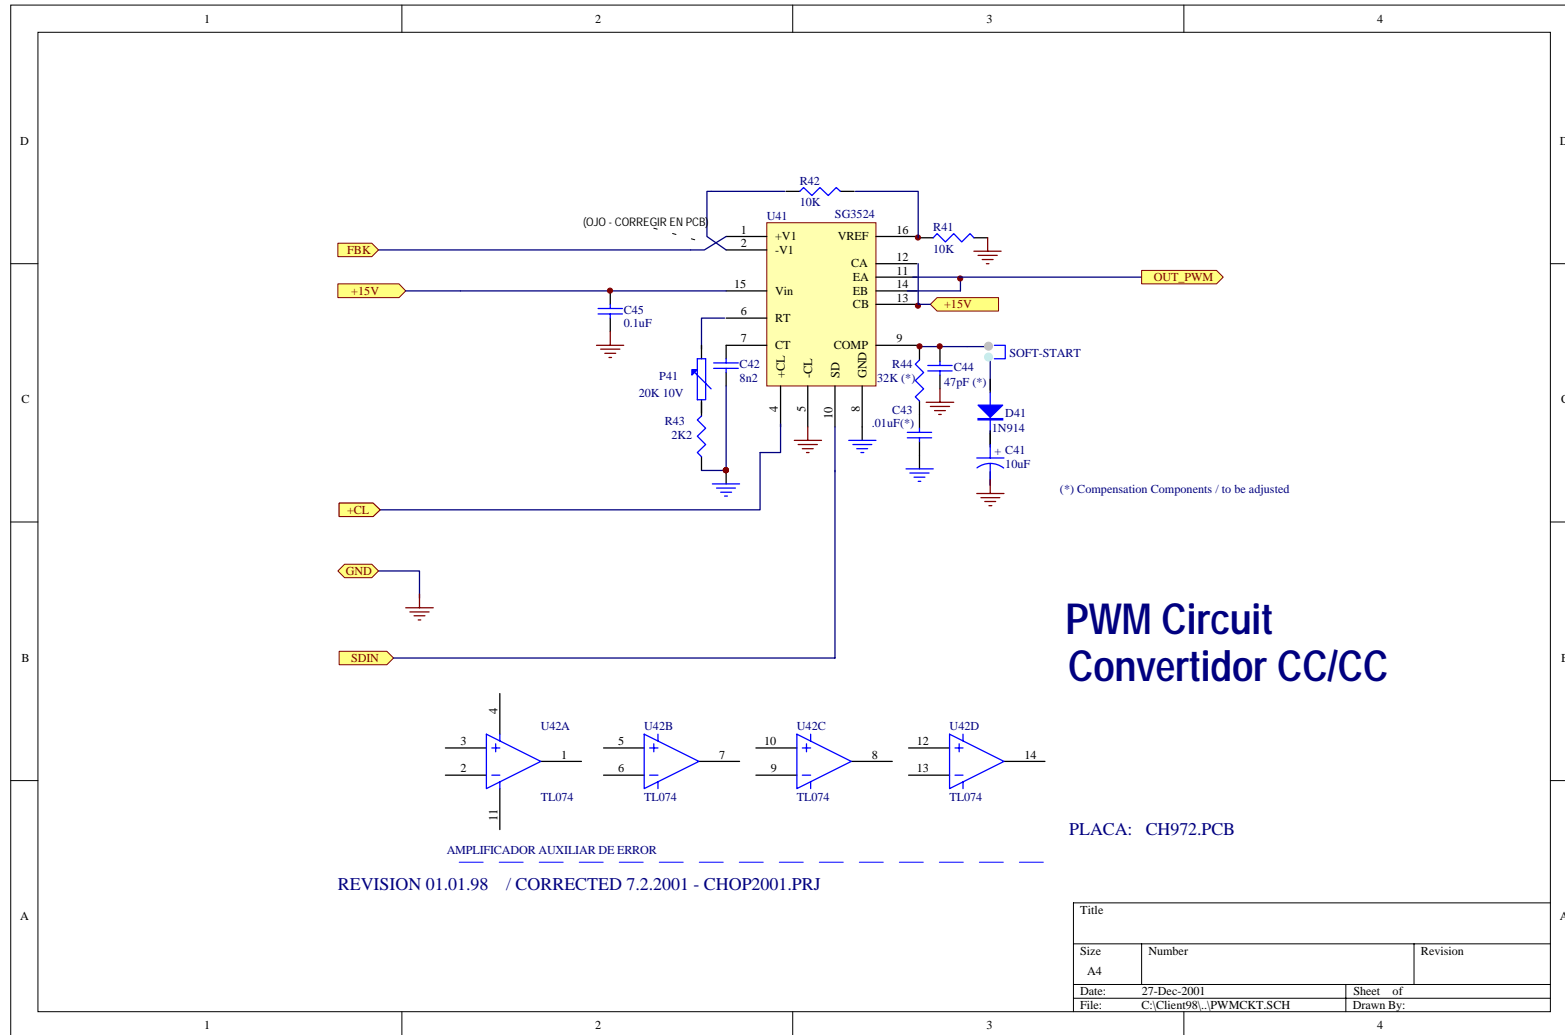 1 2 3 4
D D
R42
10K
(OJO - CORREGIR EN PCB)
U41 SG3524
1 +V1 VREF 16
2 -V1
R41
10K
FBK
CA 12
EA 11
EB 14
CB 13
OUT_PWM
+15V
15 Vin
+15V
C45
0.1uF
6 RT
7 CT COMP 9
SOFT-START
+CL -CL SD GND
4 5 10 8
P41
20K 10V
C42
8n2
R43
2K2
R44
32K (*)
C44
47pF (*)
C43
.01uF(*)
D41
1N914
+ C41
10uF
C C
(*) Compensation Components / to be adjusted
+CL
GND
SDIN
B B
PWM Circuit
Convertidor CC/CC
4
U42A U42B U42C U42D
3 + 1 5 + 7 10 + 8 12 + 14
2 − 6 − 9 − 13 −
TL074 TL074 TL074 TL074
11
PLACA: CH972.PCB
AMPLIFICADOR AUXILIAR DE ERROR
REVISION 01.01.98 / CORRECTED 7.2.2001 - CHOP2001.PRJ
A A
Title
Size Number Revision
A4
Date: 27-Dec-2001 Sheet of
File: C:\Client98\..\PWMCKT.SCH Drawn By:
1 2 3 4